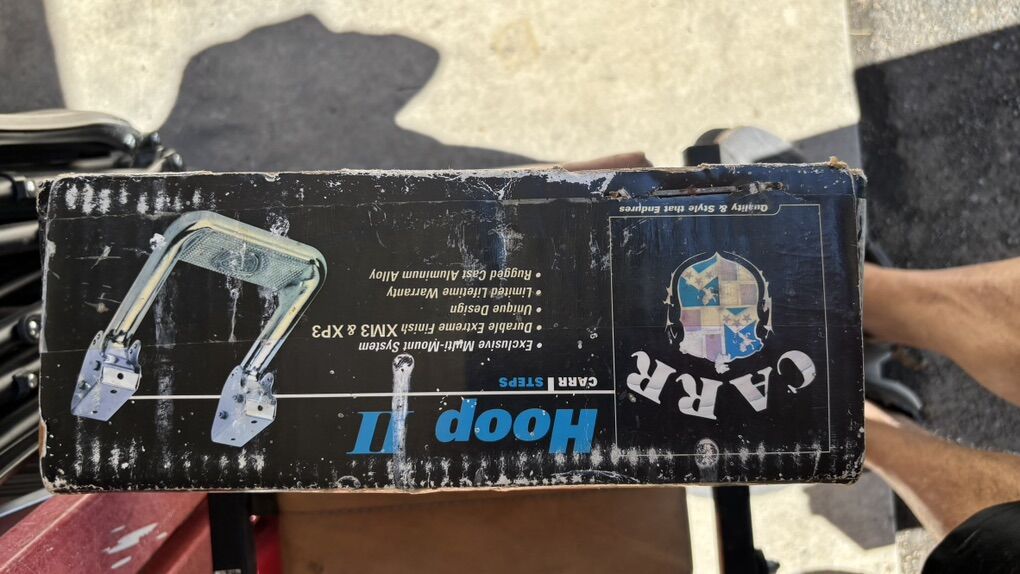 CARR
Quality & Style that Endures
Hoop II
CARR STEPS
• Exclusive Multi-Mount System
• Durable Extreme Finish XM3 & XP3
• Unique Design
• Limited Lifetime Warranty
• Rugged Cast Aluminum Alloy